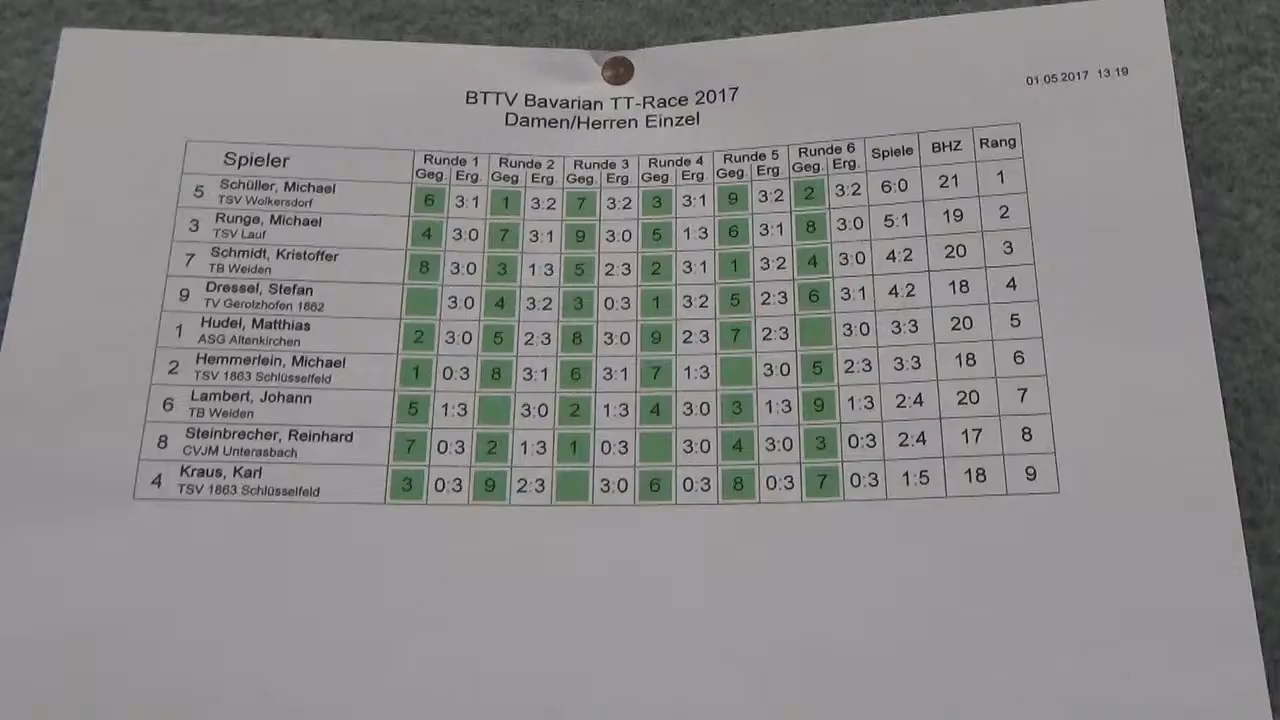 01.05.2017 13:19
BTTV Bavarian TT-Race 2017
Damen/Herren Einzel
Spieler Runde 1 Runde 2 Runde 3 Runde 4 Runde 5 Runde 6 Spiele BHZ Rang
Geg. Erg. Geg. Erg. Geg. Erg. Geg. Erg. Geg. Erg. Geg. Erg.
5 Schüller, Michael 6 3:1 1 3:2 7 3:2 3 3:1 9 3:2 2 3:2 6:0 21 1
TSV Wolkersdorf
3 Runge, Michael 4 3:0 7 3:1 9 3:0 5 1:3 6 3:1 8 3:0 5:1 19 2
TSV Lauf
7 Schmidt, Kristoffer 8 3:0 3 1:3 5 2:3 2 3:1 1 3:2 4 3:0 4:2 20 3
TB Weiden
9 Dressel, Stefan 3:0 4 3:2 3 0:3 1 3:2 5 2:3 6 3:1 4:2 18 4
TV Gerolzhofen 1862
1 Hudel, Matthias 2 3:0 5 2:3 8 3:0 9 2:3 7 2:3 3:0 3:3 20 5
ASG Altenkirchen
2 Hemmerlein, Michael 1 0:3 8 3:1 6 3:1 7 1:3 3:0 5 2:3 3:3 18 6
TSV 1863 Schlüsselfeld
6 Lambert, Johann 5 1:3 3:0 2 1:3 4 3:0 3 1:3 9 1:3 2:4 20 7
TB Weiden
8 Steinbrecher, Reinhard 7 0:3 2 1:3 1 0:3 3:0 4 3:0 3 0:3 2:4 17 8
CVJM Unterasbach
4 Kraus, Karl 3 0:3 9 2:3 3:0 6 0:3 8 0:3 7 0:3 1:5 18 9
TSV 1863 Schlüsselfeld